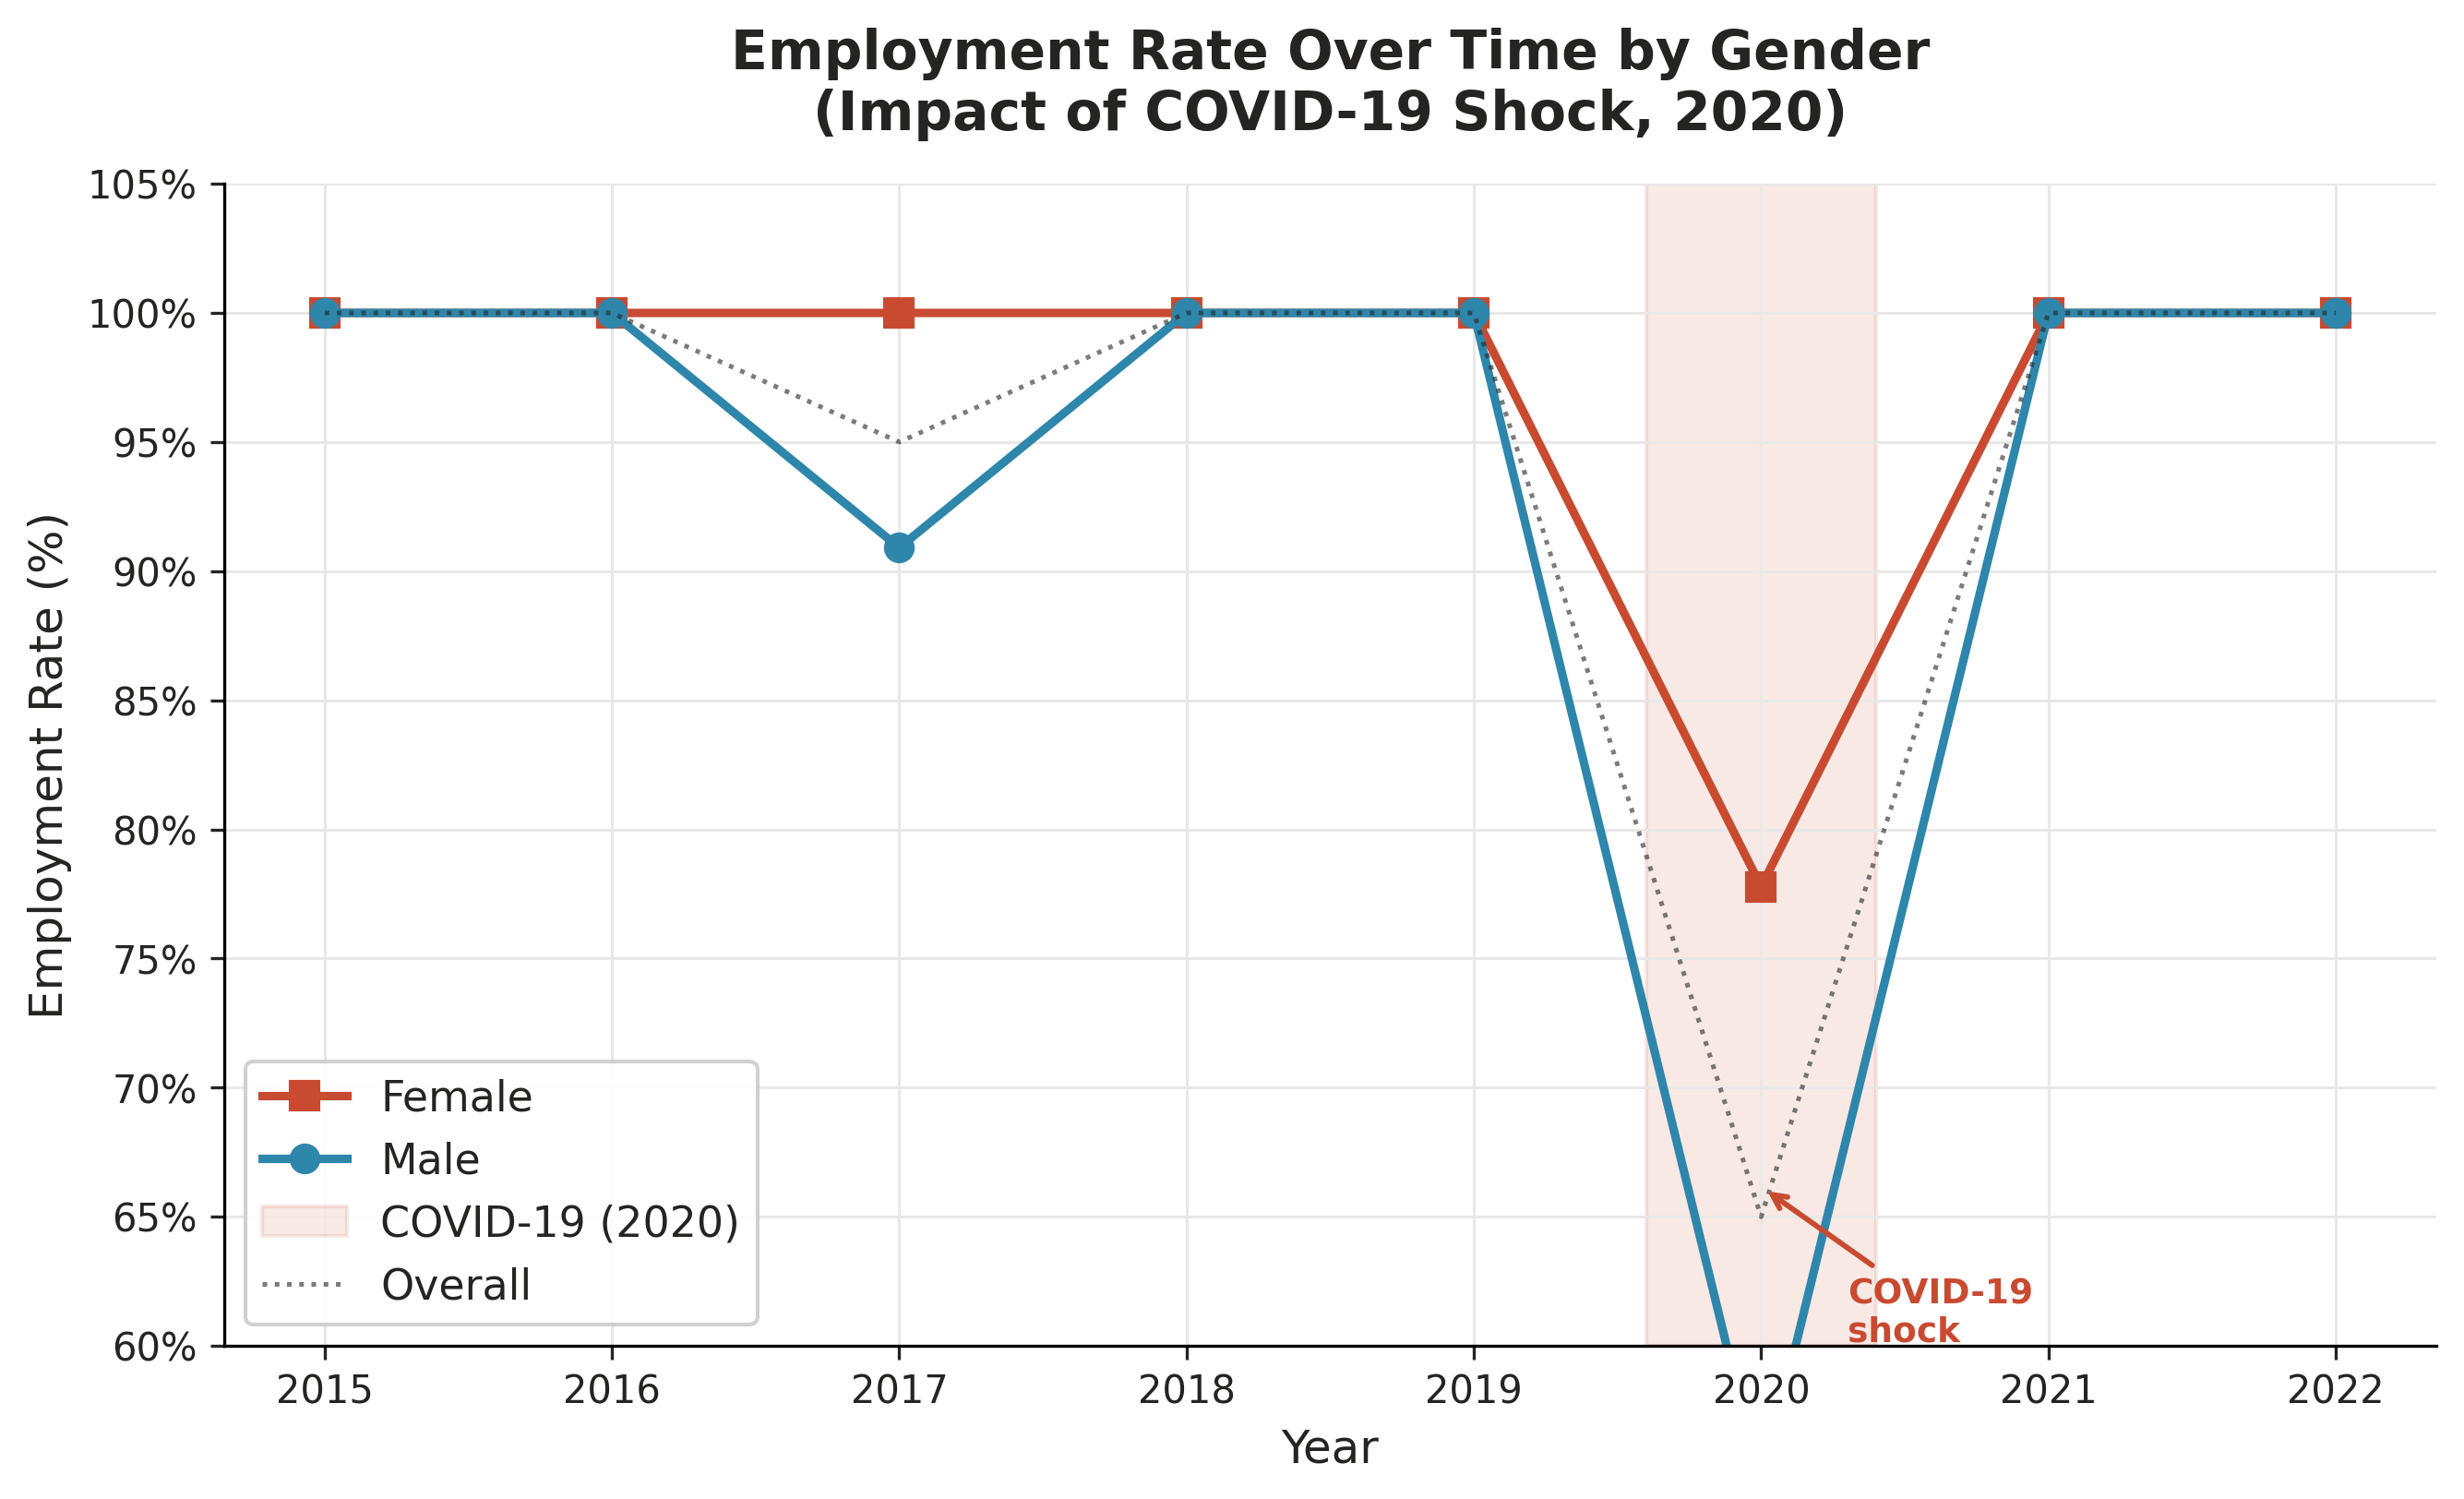 Employment Rate Over Time by Gender
(Impact of COVID-19 Shock, 2020)
Employment Rate (%)
105%
100%
95%
90%
85%
80%
75%
70%
65%
60%
Female
Male
COVID-19 (2020)
Overall
COVID-19
shock
2015 2016 2017 2018 2019 2020 2021 2022
Year